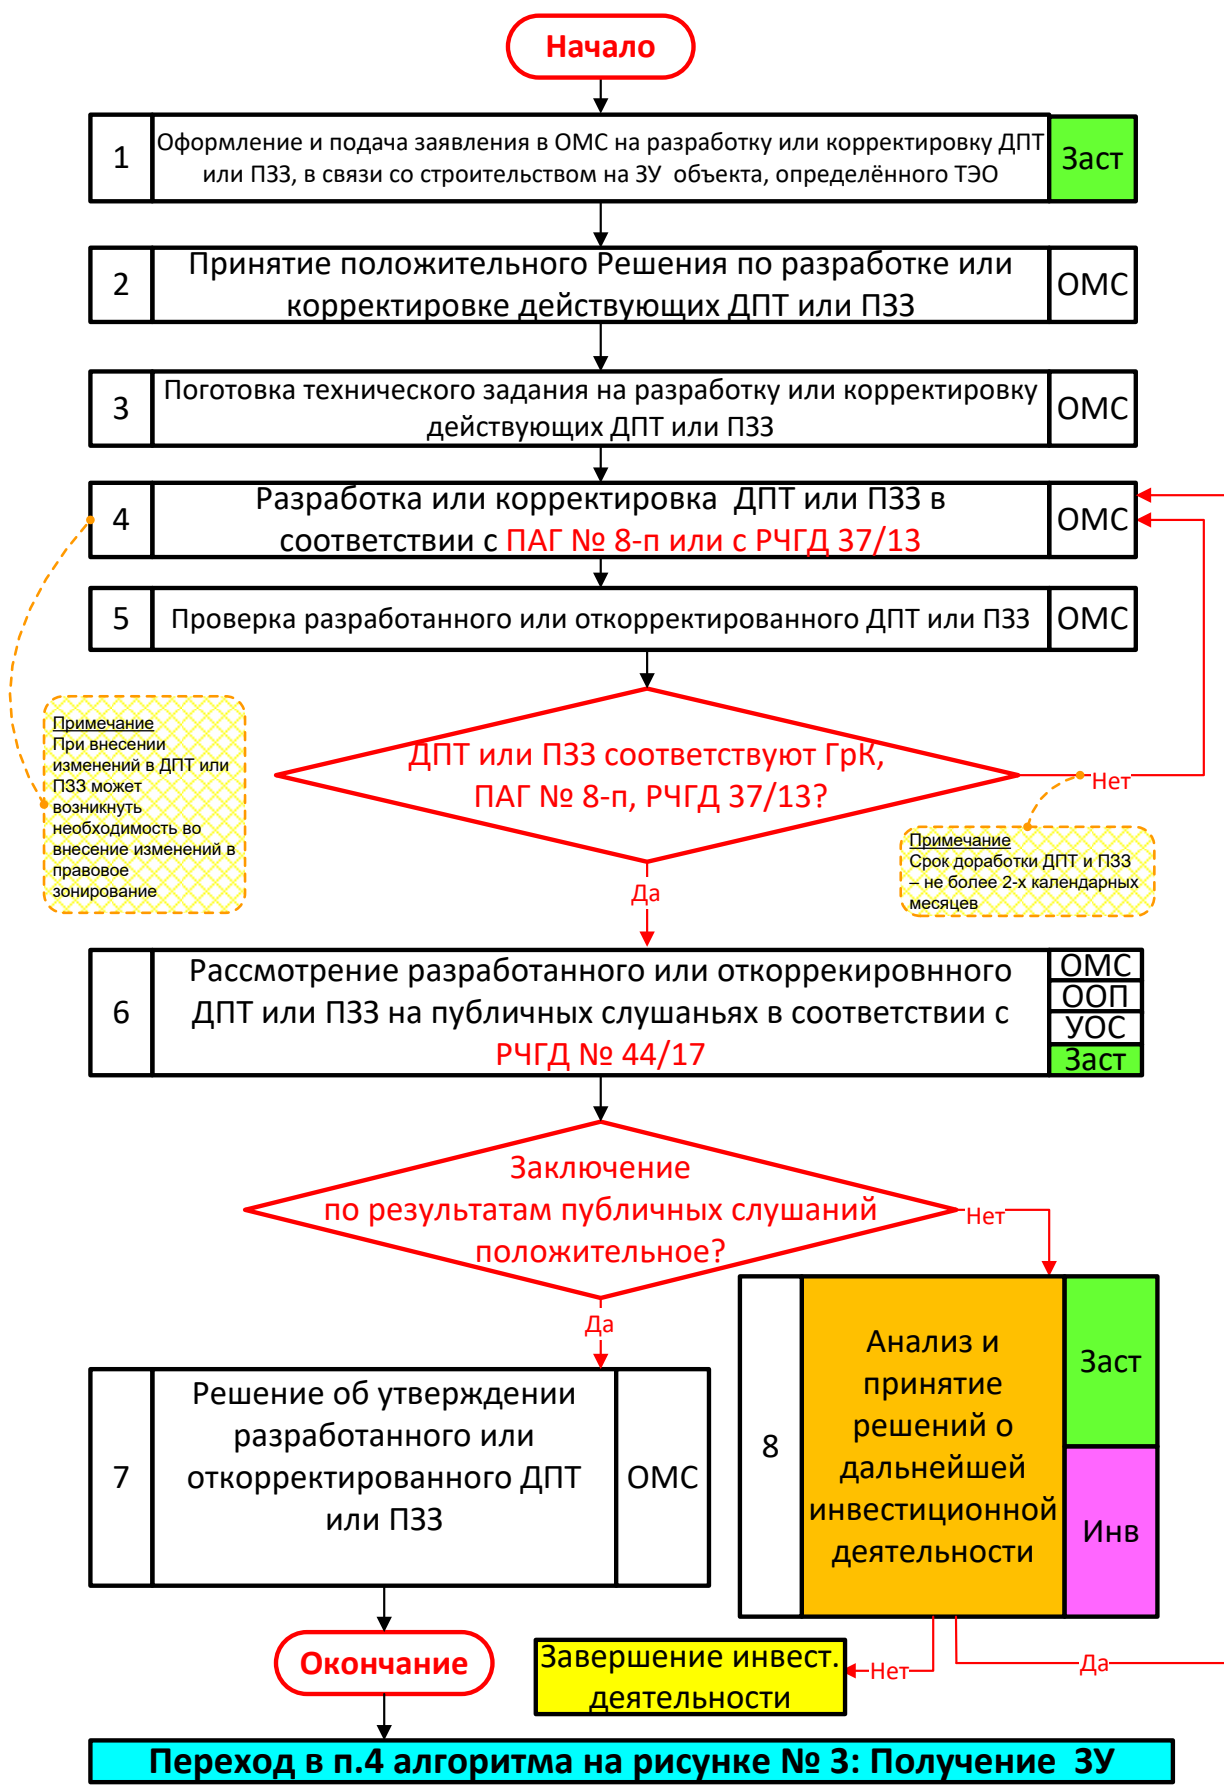 Начало
1
Оформление и подача заявления в ОМС на разработку или корректировку ДПТ
или ПЗЗ, в связи со строительством на ЗУ объекта, определённого ТЭО
Заст
2
Принятие положительного Решения по разработке или
корректировке действующих ДПТ или ПЗЗ
ОМС
3
Поготовка технического задания на разработку или корректировку
действующих ДПТ или ПЗЗ
ОМС
4
Разработка или корректировка ДПТ или ПЗЗ в
соответствии с ПАГ № 8-п или с РЧГД 37/13
ОМС
5
Проверка разработанного или откорректированного ДПТ или ПЗЗ
ОМС
Примечание
При внесении
изменений в ДПТ или
ПЗЗ может
возникнуть
необходимость во
внесение изменений в
правовое
зонирование
ДПТ или ПЗЗ соответствуют ГрК,
ПАГ № 8-п, РЧГД 37/13?
Нет
Примечание
Срок доработки ДПТ и ПЗЗ
– не более 2-х календарных
месяцев
Да
6
Рассмотрение разработанного или откоррекировнного
ДПТ или ПЗЗ на публичных слушаньях в соответствии с
РЧГД № 44/17
ОМС
ООП
УОС
Заст
Заключение
по результатам публичных слушаний
положительное?
Нет
Да
7
Решение об утверждении
разработанного или
откорректированного ДПТ
или ПЗЗ
ОМС
8
Анализ и
принятие
решений о
дальнейшей
инвестиционной
деятельности
Заст
Инв
Окончание
Завершение инвест.
деятельности
Нет
Да
Переход в п.4 алгоритма на рисунке № 3: Получение ЗУ